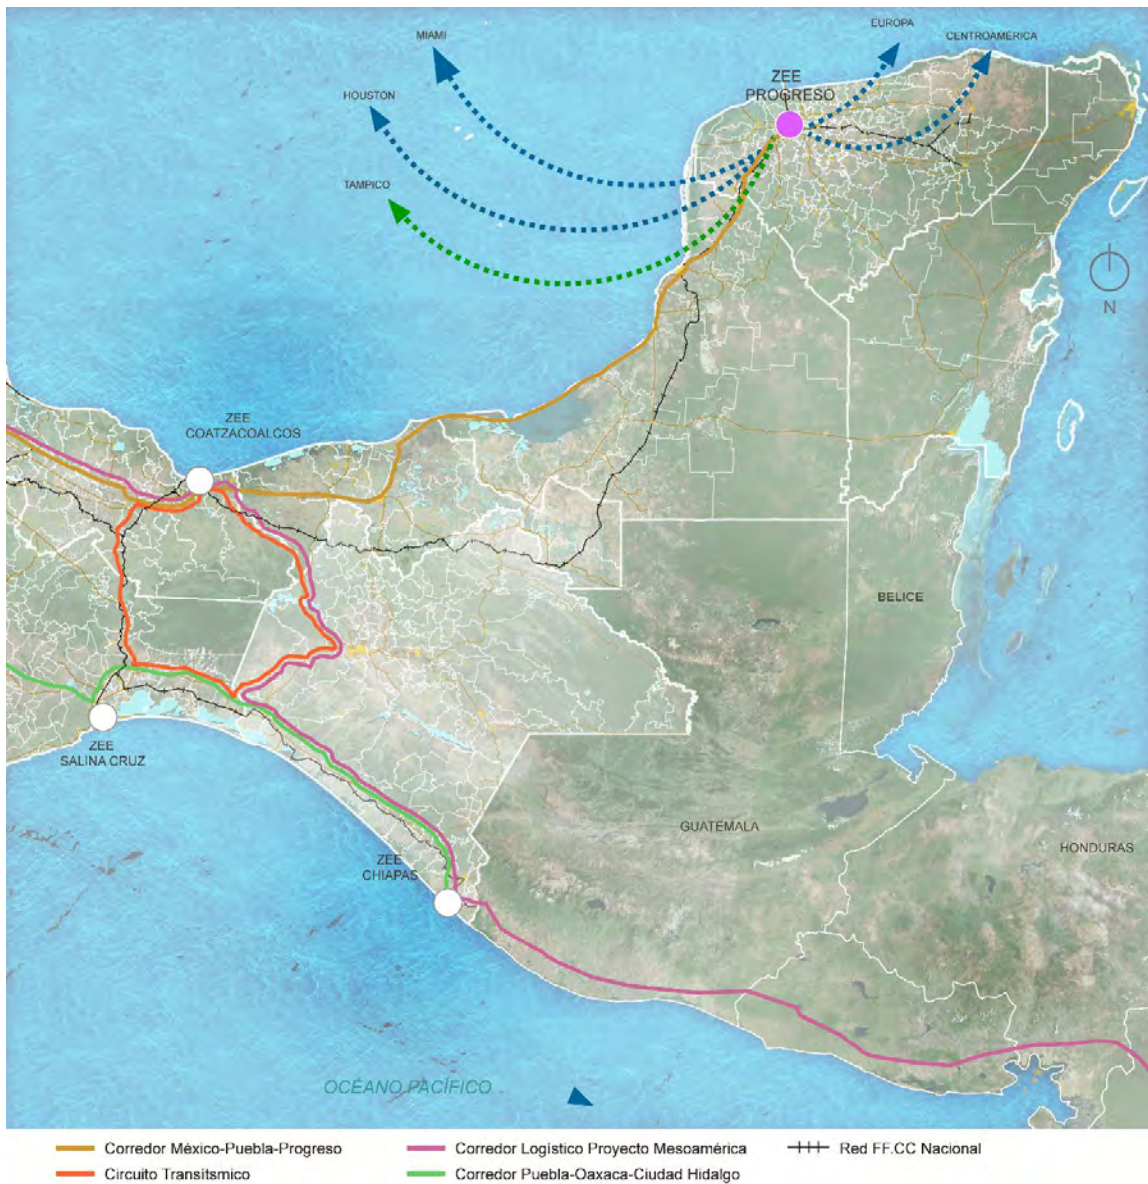 EUROPA
MIAMI
CENTROAMÉRICA
ZEE
PROGRESO
HOUSTON
TAMPICO
N
ZEE
COATZACOALCOS
BELICE
ZEE
SALINA CRUZ
GUATEMALA
HONDURAS
ZEE
CHIAPAS
OCÉANO PACÍFICO
Corredor México-Puebla-Progreso
Corredor Logístico Proyecto Mesoamérica
Red FF.CC Nacional
Circuito Transítsmico
Corredor Puebla-Oaxaca-Ciudad Hidalgo